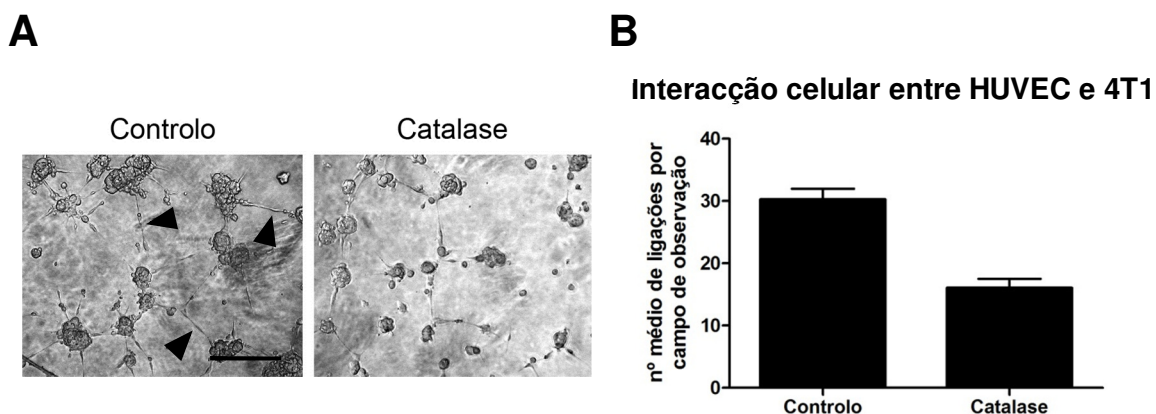 A
B
Interacção celular entre HUVEC e 4T1
Controlo
Catalase
nº médio de ligações por
campo de observação
40
30
20
10
0
Controlo
Catalase